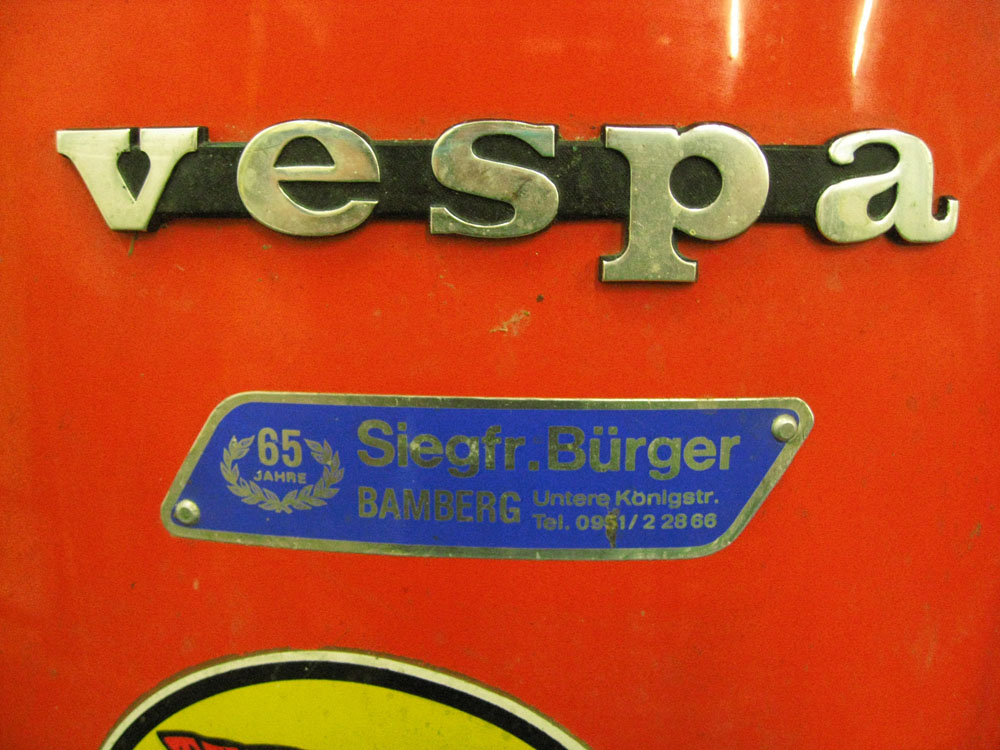 vespa
65
JAHRE
Siegfr. Bürger
BAMBERG
Untere Königstr.
Tel. 0951/2 28 66